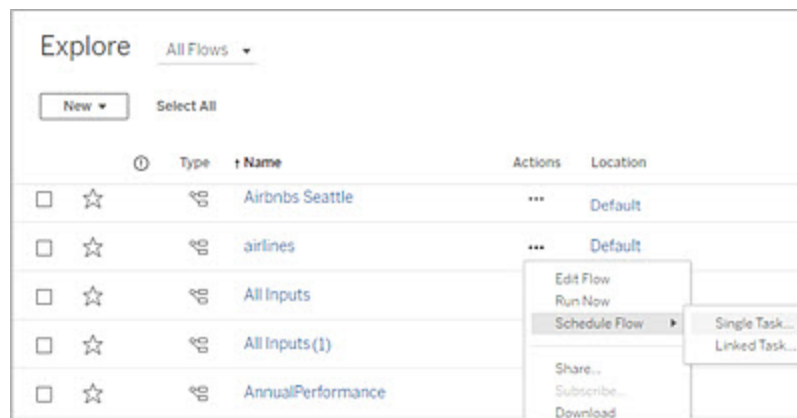 Explore All Flows
New Select All
Type ↑ Name Actions Location
Airbnbs Seattle ... Default
airlines ... Default
All Inputs
All Inputs (1)
AnnualPerformance
Edit Flow
Run Now
Schedule Flow
Single Task...
Linked Task...
Share...
Subscribe...
Download